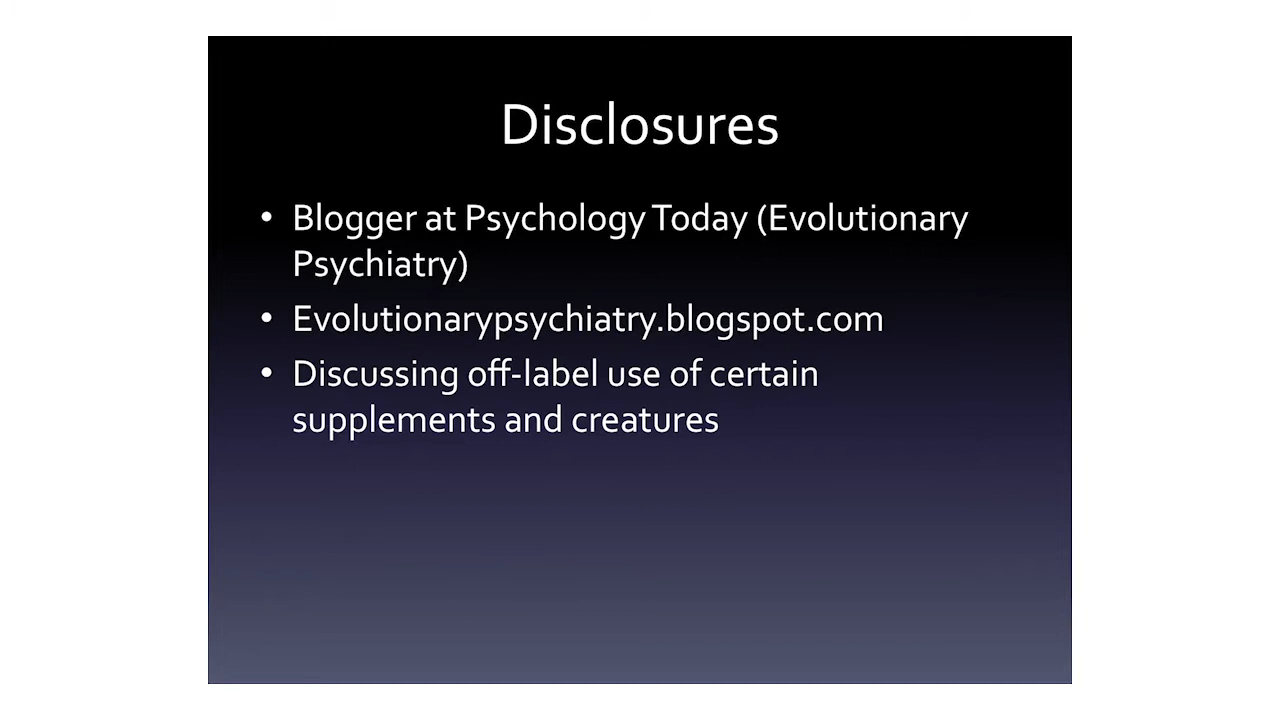 Disclosures
• Blogger at Psychology Today (Evolutionary
Psychiatry)
• Evolutionarypsychiatry.blogspot.com
• Discussing off-label use of certain
supplements and creatures